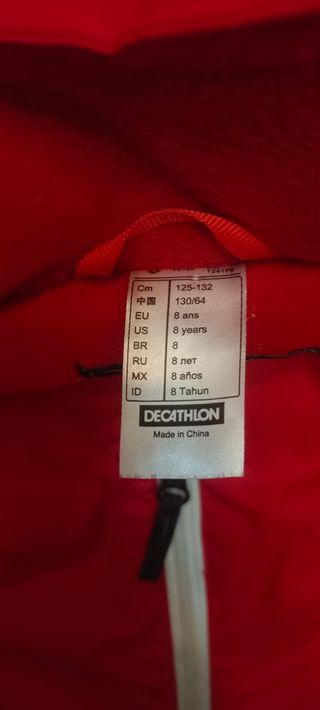 Cm 125-132
中国 130/64
EU 8 ans
US 8 years
BR 8
RU 8 лет
MX 8 años
ID 8 Tahun
DECATHLON
Made in China